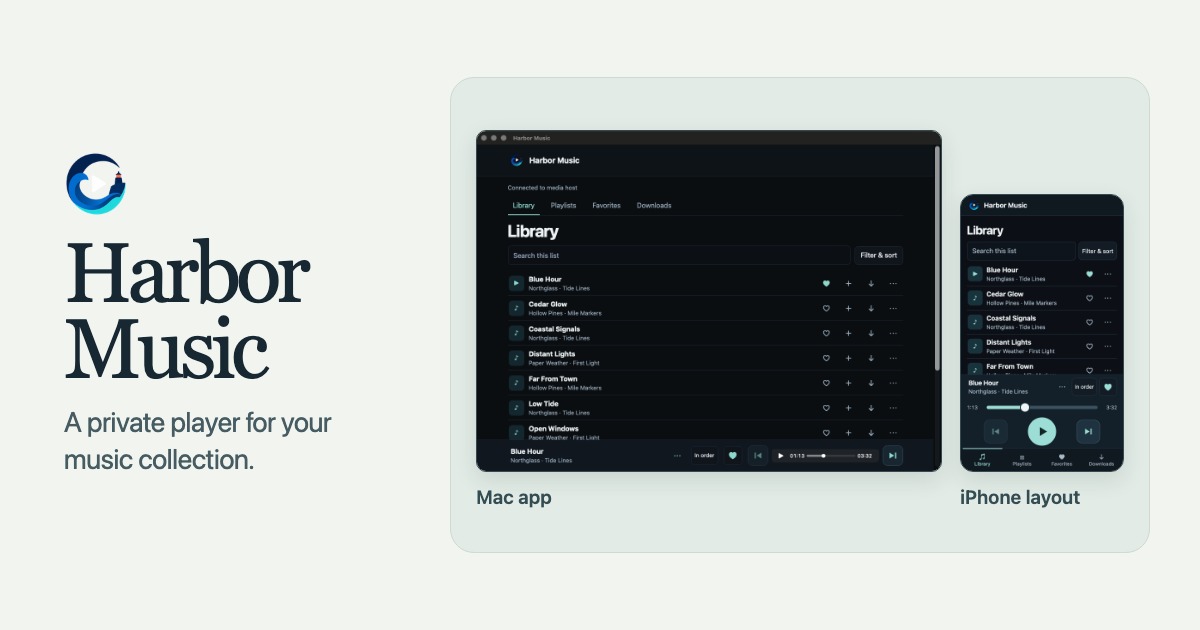 Harbor
Music
A private player for your
music collection.
Harbor Music
Harbor Music
Connected to media host
Library Playlists Favorites Downloads
Library
Search this list Filter & sort
Blue Hour
Northglass · Tide Lines
Cedar Glow
Hollow Pines · Mile Markers
Coastal Signals
Northglass · Tide Lines
Distant Lights
Paper Weather · First Light
Far From Town
Hollow Pines · Mile Markers
Low Tide
Northglass · Tide Lines
Open Windows
Paper Weather · First Light
Blue Hour
Northglass · Tide Lines
In order 01:13 03:32
Mac app
Harbor Music
Library
Search this list Filter & sort
Blue Hour
Northglass · Tide Lines
Cedar Glow
Hollow Pines · Mile Markers
Coastal Signals
Northglass · Tide Lines
Distant Lights
Paper Weather · First Light
Far From Town
Blue Hour
Northglass · Tide Lines
In order
1:13 3:32
Library Playlists Favorites Downloads
iPhone layout